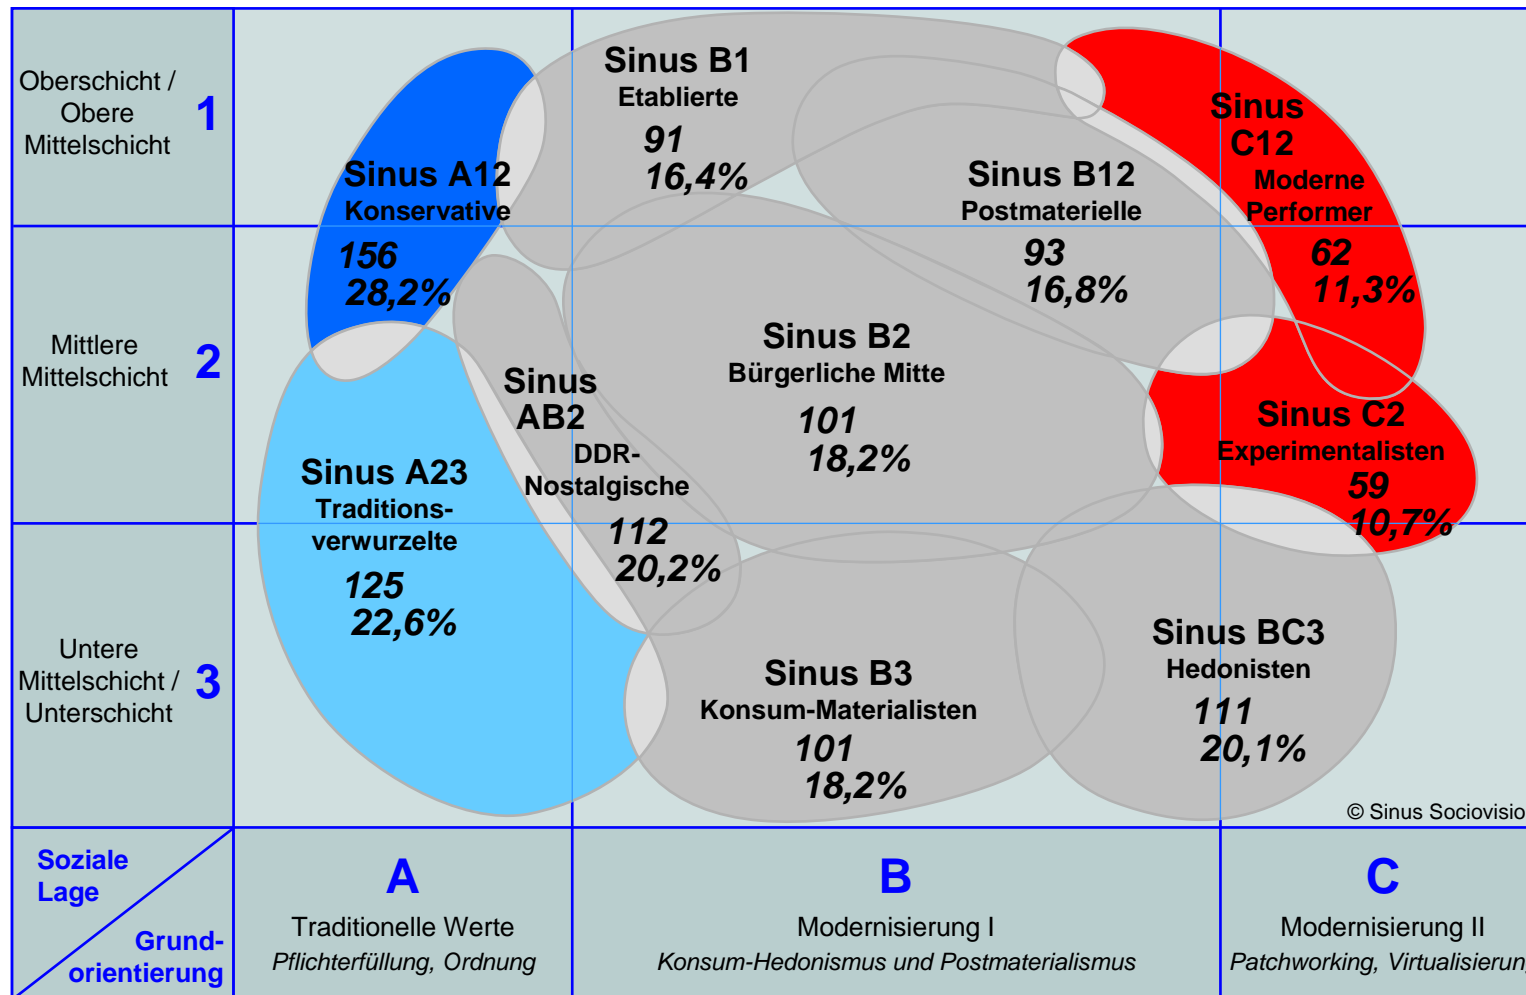 Oberschicht /
Obere
Mittelschicht
1
Sinus B1
Etablierte
91
16,4%
Sinus
C12
Moderne
Performer
62
11,3%
Sinus A12
Konservative
156
28,2%
Sinus B12
Postmaterielle
93
16,8%
Mittlere
Mittelschicht
2
Sinus B2
Bürgerliche Mitte
101
18,2%
Sinus
AB2
DDR-
Nostalgische
112
20,2%
Sinus C2
Experimentalisten
59
10,7%
Sinus A23
Traditions-
verwurzelte
125
22,6%
Untere
Mittelschicht /
Unterschicht
3
Sinus B3
Konsum-Materialisten
101
18,2%
Sinus BC3
Hedonisten
111
20,1%
© Sinus Sociovisio
Soziale
Lage
Grund-
orientierung
A
Traditionelle Werte
Pflichterfüllung, Ordnung
B
Modernisierung I
Konsum-Hedonismus und Postmaterialismus
C
Modernisierung II
Patchworking, Virtualisierun